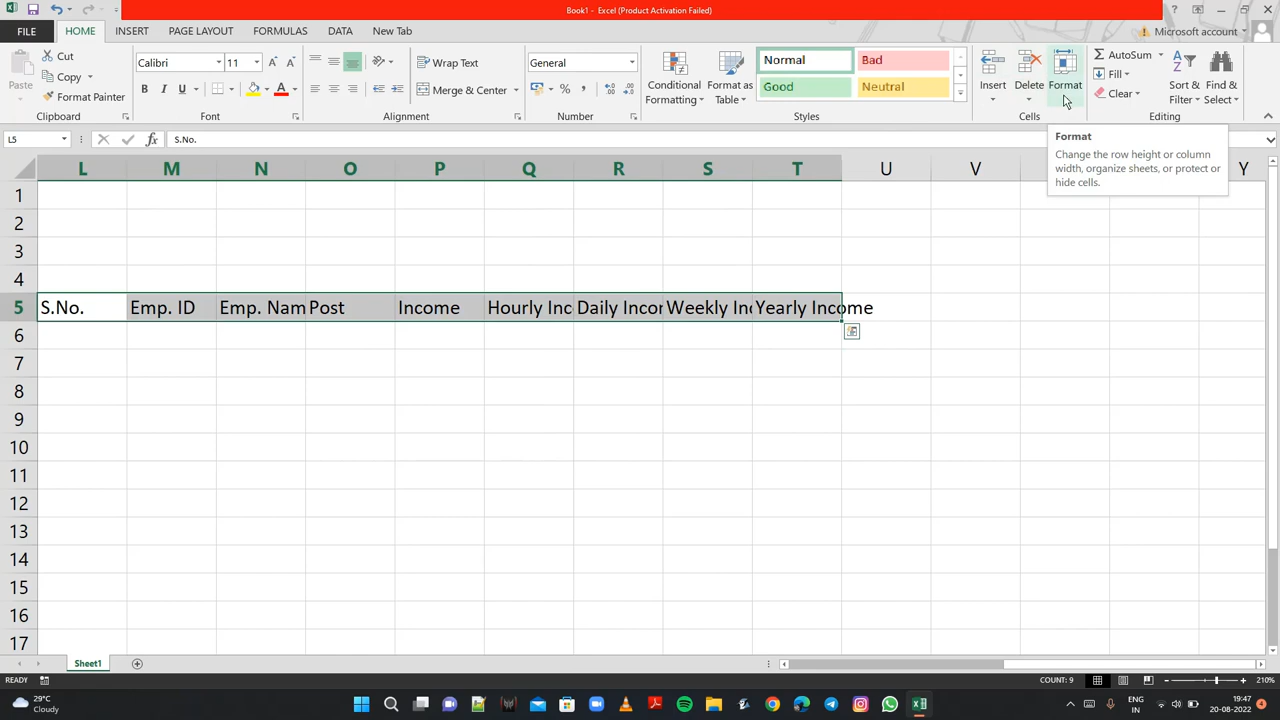 Book1 - Excel (Product Activation Failed)
FILE HOME INSERT PAGE LAYOUT FORMULAS DATA New Tab Microsoft account
Cut
Copy
Format Painter
Paste
Clipboard
Calibri 11
B I U A
Font
Wrap Text
Merge & Center
Alignment
General
%
Number
Conditional
Formatting
Format as
Table
Normal Bad
Good Neutral
Styles
Insert Delete Format
Cells
AutoSum
Fill
Clear
Sort &
Filter
Find &
Select
Editing
Format
Change the row height or column
width, organize sheets, or protect or
hide cells.
L5 fx S.No.
L M N O P Q R S T U V Y
1
2
3
4
5 S.No. Emp. ID Emp. Nam Post Income Hourly Inc Daily Incor Weekly Inc Yearly Income
6
7
8
9
10
11
12
13
14
15
16
17
Sheet1
READY COUNT: 9 210%
29°C
Cloudy
ENG
IN
19:47
20-08-2022